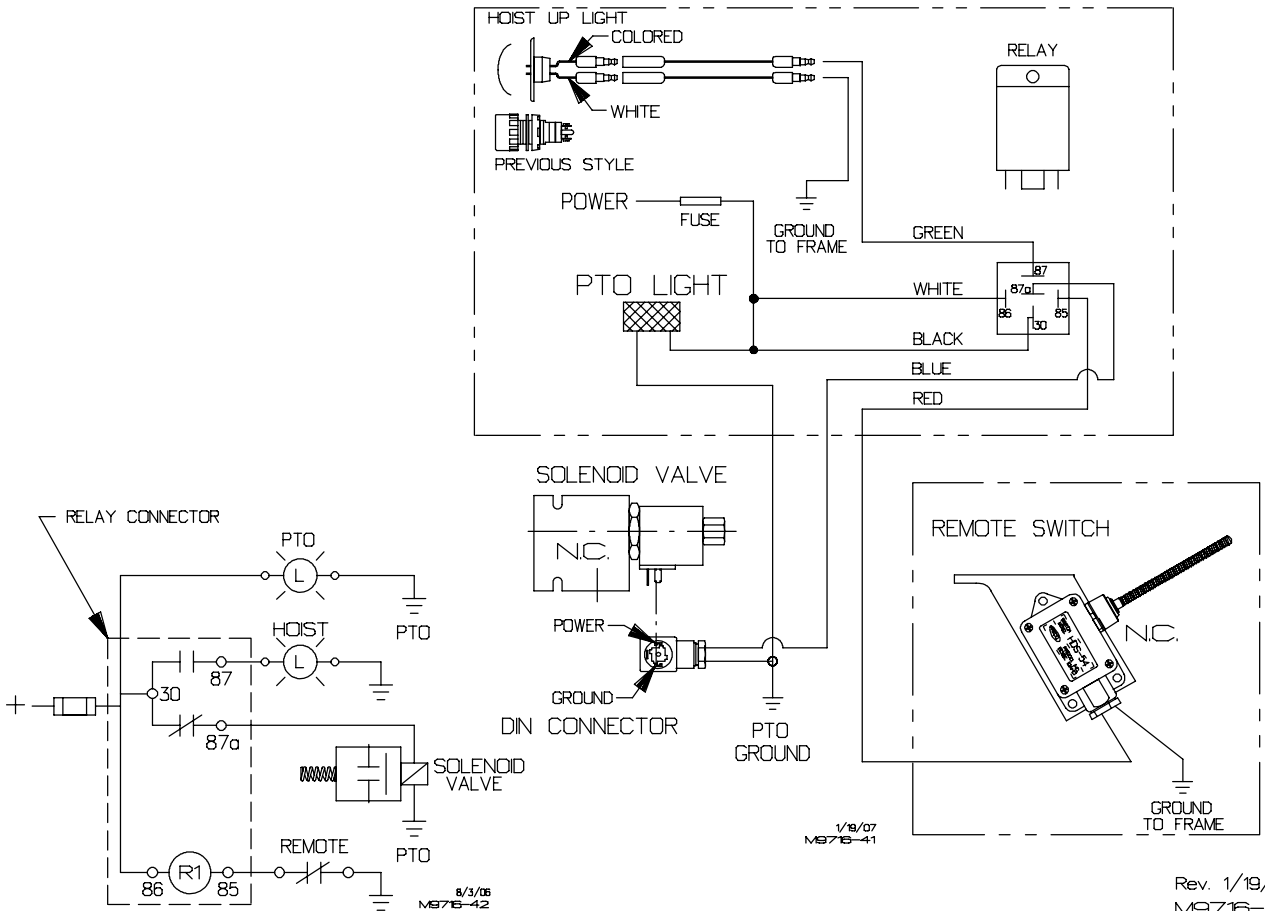 HOIST UP LIGHT
COLORED
WHITE
PREVIOUS STYLE
RELAY
POWER
FUSE
GROUND
TO FRAME
GREEN
PTO LIGHT
WHITE
87
87a
86
85
30
BLACK
BLUE
RED
SOLENOID VALVE
N.C.
POWER
GROUND
DIN CONNECTOR
PTO
GROUND
REMOTE SWITCH
N.C.
HDS-54
GROUND
TO FRAME
RELAY CONNECTOR
PTO
L
PTO
HOIST
L
87
30
+
87a
SOLENOID
VALVE
PTO
REMOTE
86
R1
85
8/3/06
M9716-42
1/19/07
M9716-41
Rev. 1/19/
M9716-